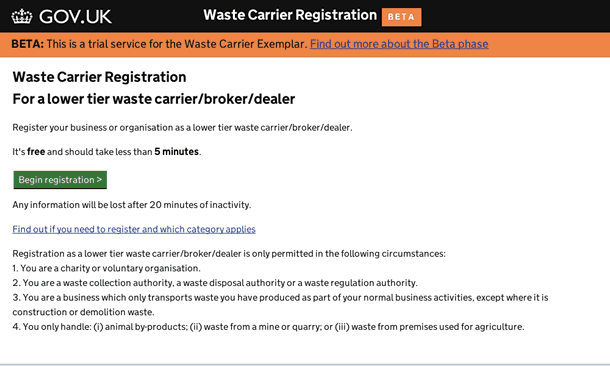 GOV.UK
Waste Carrier Registration BETA
BETA: This is a trial service for the Waste Carrier Exemplar. Find out more about the Beta phase
Waste Carrier Registration
For a lower tier waste carrier/broker/dealer
Register your business or organisation as a lower tier waste carrier/broker/dealer.
It's free and should take less than 5 minutes.
Begin registration >
Any information will be lost after 20 minutes of inactivity.
Find out if you need to register and which category applies
Registration as a lower tier waste carrier/broker/dealer is only permitted in the following circumstances:
1. You are a charity or voluntary organisation.
2. You are a waste collection authority, a waste disposal authority or a waste regulation authority.
3. You are a business which only transports waste you have produced as part of your normal business activities, except where it is
construction or demolition waste.
4. You only handle: (i) animal by-products; (ii) waste from a mine or quarry; or (iii) waste from premises used for agriculture.